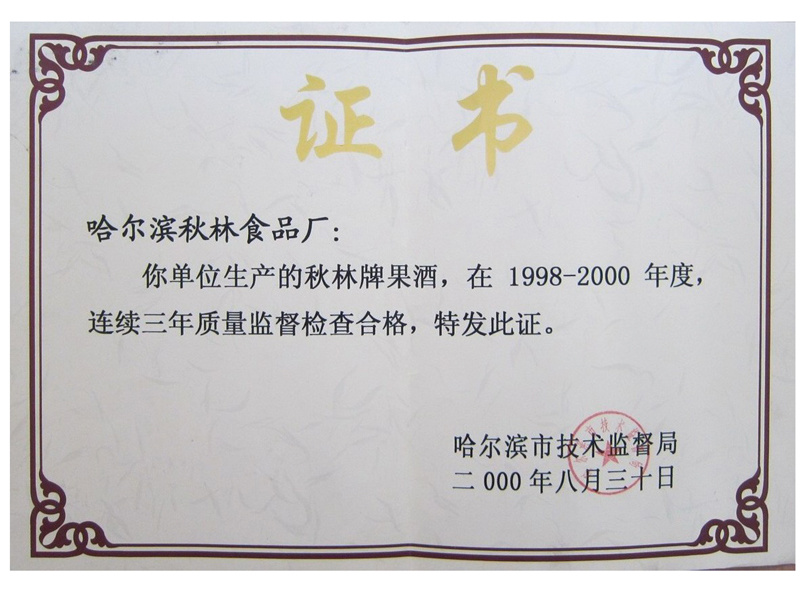 证书
哈尔滨秋林食品厂：
你单位生产的秋林牌果酒，在 1998-2000 年度，
连续三年质量监督检查合格，特发此证。
哈尔滨市技术监督局
二000年八月三十日